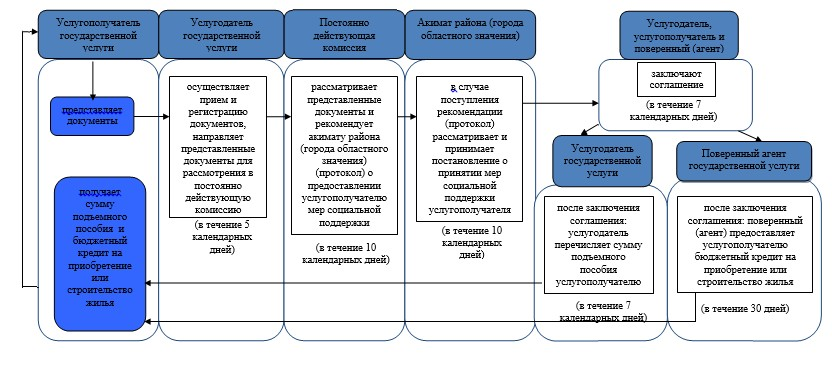 Услугополучатель
государственной
услуги
Услугодатель
государственной
услуги
Постоянно
действующая
комиссия
Акимат района (города
областного значения)
Услугодатель,
услугополучатель и
поверенный (агент)
представляет
документы
осуществляет
прием и
регистрацию
документов,
направляет
представленные
документы для
рассмотрения в
постоянно
действующую
комиссию
(в течение 5
календарных
дней)
рассматривает
представленные
документы и
рекомендует
акимату района
(города областного
значения)
(протокол) о
предоставлении
услугополучателю
мер социальной
поддержки
(в течение 10
календарных дней)
в случае
поступления
рекомендации
(протокол)
рассматривает и
принимает
постановление о
принятии мер
социальной
поддержки
услугополучателя
(в течение 10
календарных
дней)
заключают
соглашение
(в течение 7
календарных дней)
Услугодатель
государственной
услуги
Поверенный агент
государственной услуги
после заключения
соглашения:
услугодатель
перечисляет сумму
подъемного
пособия
услугополучателю
(в течение 7
календарных дней)
после заключения
соглашения: поверенный
(агент) предоставляет
услугополучателю
бюджетный кредит на
приобретение или
строительство жилья
(в течение 30 дней)
получает
сумму
подъемного
пособия и
бюджетный
кредит на
приобретение
или
строительство
жилья